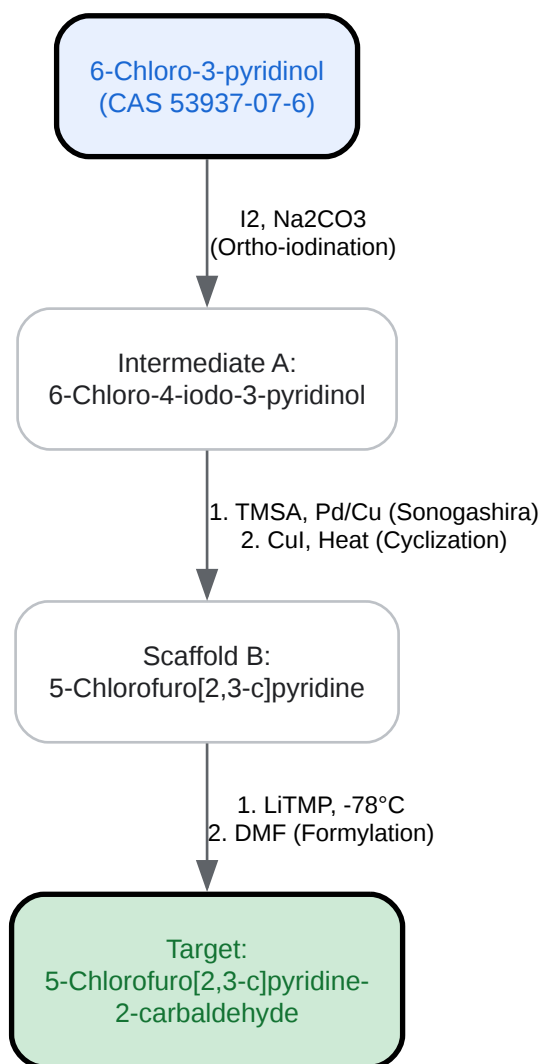 6-Chloro-3-pyridinol
(CAS 53937-07-6)
I2, Na2CO3
(Ortho-iodination)
Intermediate A:
6-Chloro-4-iodo-3-pyridinol
1. TMSA, Pd/Cu (Sonogashira)
2. CuI, Heat (Cyclization)
Scaffold B:
5-Chlorofuro[2,3-c]pyridine
1. LiTMP, -78°C
2. DMF (Formylation)
Target:
5-Chlorofuro[2,3-c]pyridine-
2-carbaldehyde